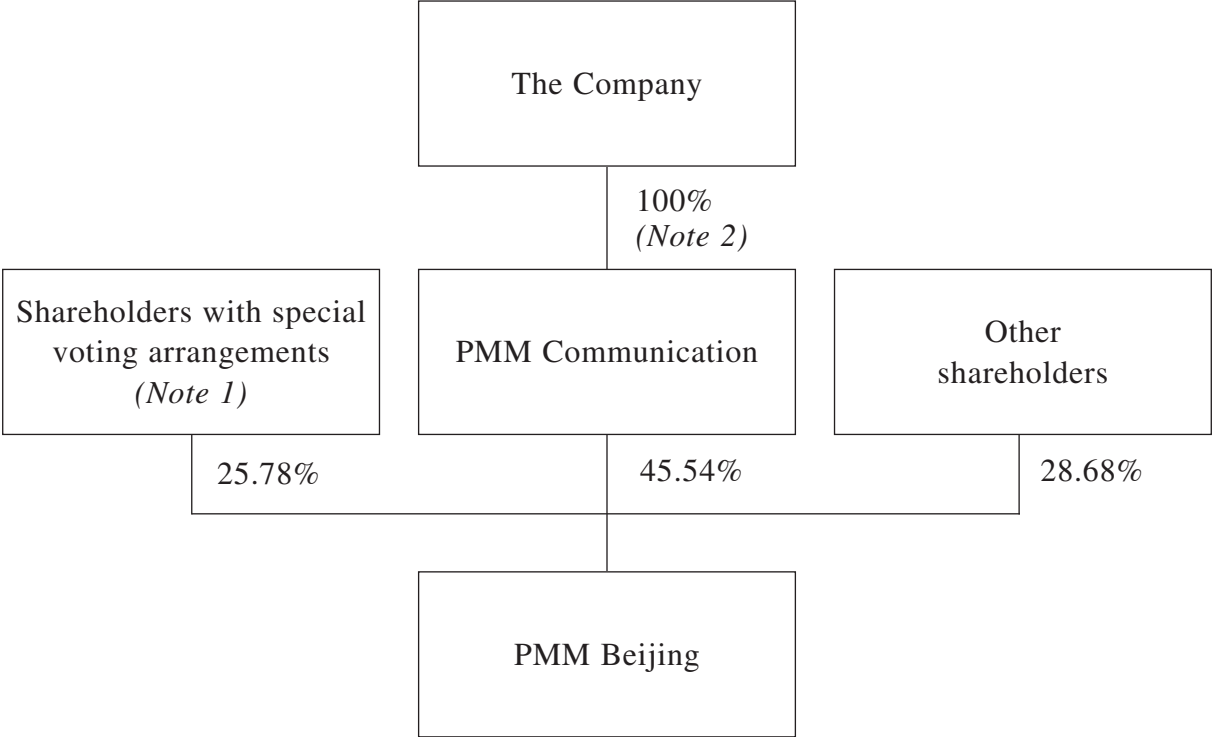 The Company
100%
(Note 2)
Shareholders with special
voting arrangements
(Note 1)
PMM Communication
Other
shareholders
25.78%
45.54%
28.68%
PMM Beijing